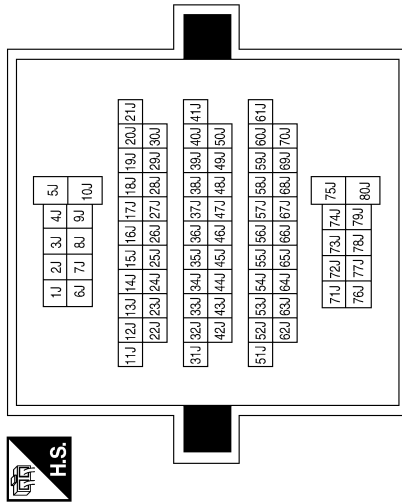 5J 4J 3J 2J 1J
10J 9J 8J 7J 6J
21J 20J 19J 18J 17J 16J 15J 14J 13J 12J 11J
30J 29J 28J 27J 26J 25J 24J 23J 22J
41J 40J 39J 38J 37J 36J 35J 34J 33J 32J 31J
50J 49J 48J 47J 46J 45J 44J 43J 42J
61J 60J 59J 58J 57J 56J 55J 54J 53J 52J 51J
70J 69J 68J 67J 66J 65J 64J 63J 62J
75J 74J 73J 72J 71J
80J 79J 78J 77J 76J
H.S.